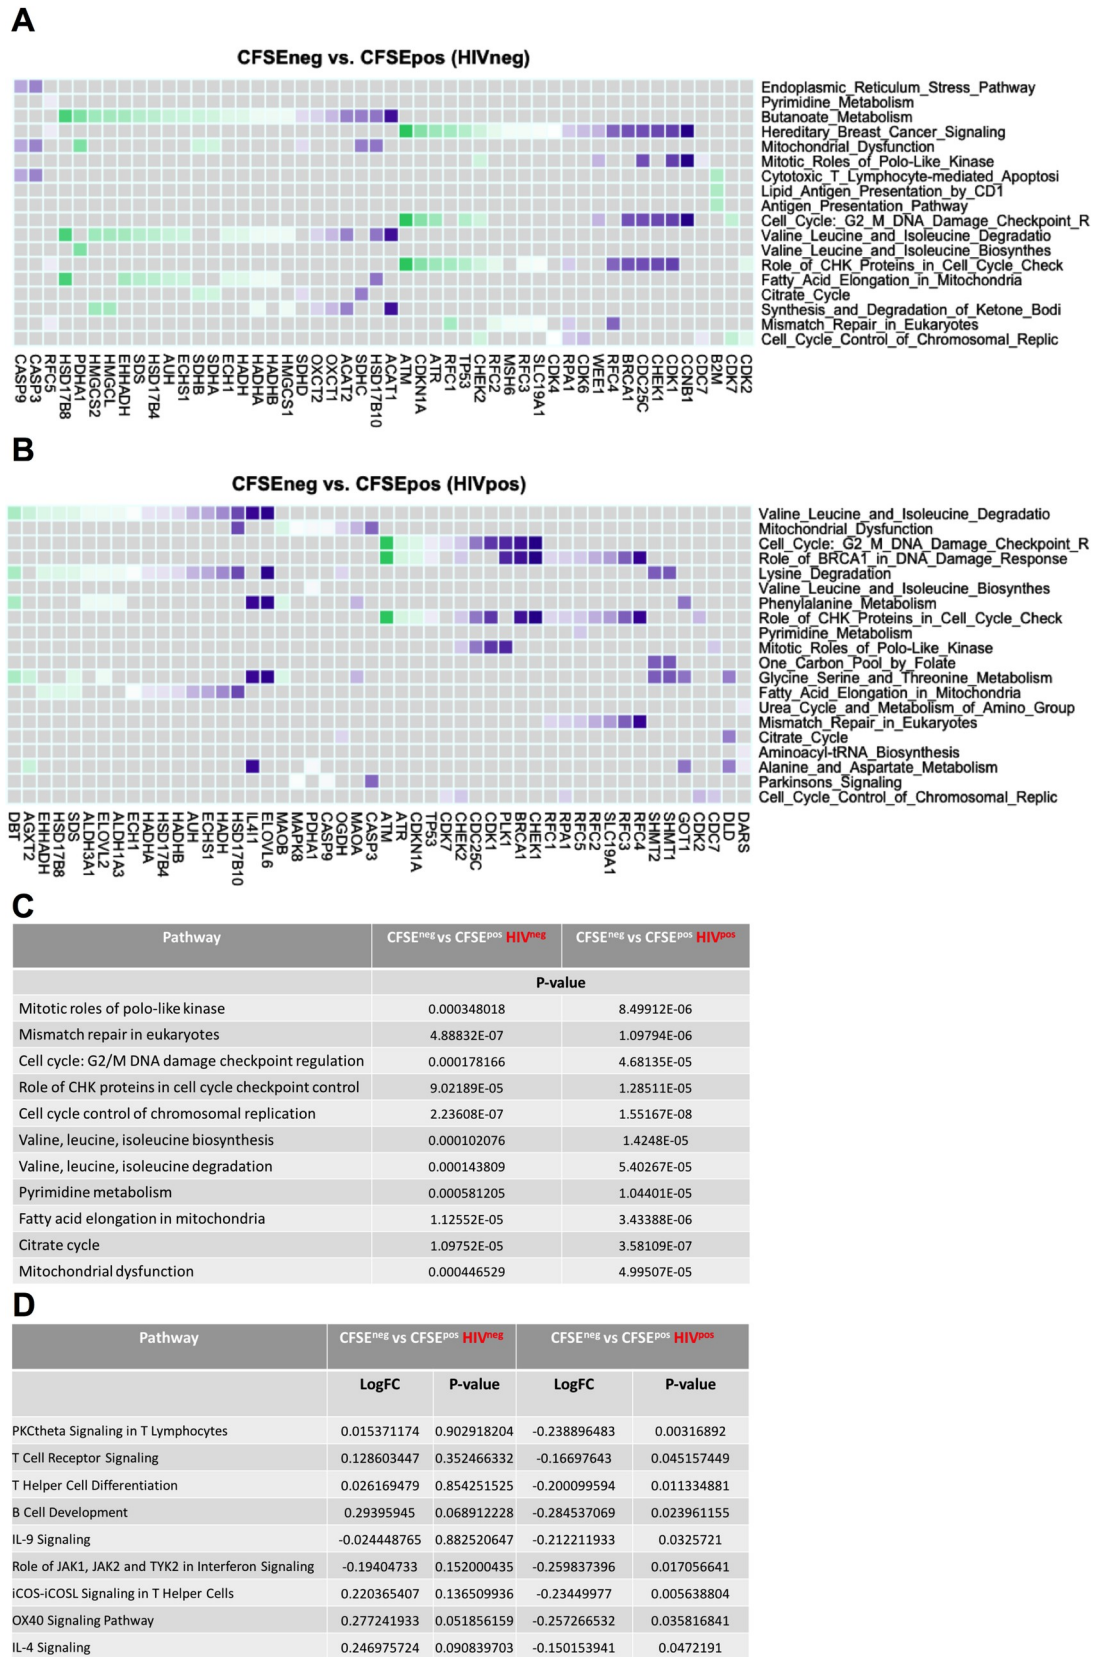 A
CFSEneg vs. CFSEpos (HIVneg)
Endoplasmic_Reticulum_Stress_Pathway
Pyrimidine_Metabolism
Butanoate_Metabolism
Hereditary_Breast_Cancer_Signaling
Mitochondrial_Dysfunction
Mitotic_Roles_of_Polo-Like_Kinase
Cytotoxic_T_Lymphocyte-mediated_Apoptosi
Lipid_Antigen_Presentation_by_CD1
Antigen_Presentation_Pathway
Cell_Cycle:_G2_M_DNA_Damage_Checkpoint_R
Valine_Leucine_and_Isoleucine_Degradatio
Valine_Leucine_and_Isoleucine_Biosynthes
Role_of_CHK_Proteins_in_Cell_Cycle_Check
Fatty_Acid_Elongation_in_Mitochondria
Citrate_Cycle
Synthesis_and_Degradation_of_Ketone_Bodi
Mismatch_Repair_in_Eukaryotes
Cell_Cycle_Control_of_Chromosomal_Replic
CASP9
CASP3
RFC5
HSD17B8
PDHA1
HMGCS2
HMGCL
EHHADH
SDS
HSD17B4
AUH
ECHS1
SDHB
SDHA
ECH1
HADH
HADHA
HADHB
HMGCS1
SDHD
OXCT2
OXCT1
ACAT2
SDHC
HSD17B10
ACAT1
ATM
CDKN1A
ATR
RFC1
TP53
CHEK2
RFC2
MSH6
RFC3
SLC19A1
CDK4
RPA1
CDK6
WEE1
RFC4
BRCA1
CDC25C
CHEK1
CDK1
CCNB1
CDC7
B2M
CDK7
CDK2
B
CFSEneg vs. CFSEpos (HIVpos)
Valine_Leucine_and_Isoleucine_Degradatio
Mitochondrial_Dysfunction
Cell_Cycle:_G2_M_DNA_Damage_Checkpoint_R
Role_of_BRCA1_in_DNA_Damage_Response
Lysine_Degradation
Valine_Leucine_and_Isoleucine_Biosynthes
Phenylalanine_Metabolism
Role_of_CHK_Proteins_in_Cell_Cycle_Check
Pyrimidine_Metabolism
Mitotic_Roles_of_Polo-Like_Kinase
One_Carbon_Pool_by_Folate
Glycine_Serine_and_Threonine_Metabolism
Fatty_Acid_Elongation_in_Mitochondria
Urea_Cycle_and_Metabolism_of_Amino_Group
Mismatch_Repair_in_Eukaryotes
Citrate_Cycle
Aminoacyl-tRNA_Biosynthesis
Alanine_and_Aspartate_Metabolism
Parkinsons_Signaling
Cell_Cycle_Control_of_Chromosomal_Replic
DBT
AGXT2
EHHADH
HSD17B8
SDS
ALDH3A1
ELOVL2
ALDH1A3
ECH1
HADHA
HSD17B4
HADHB
AUH
ECHS1
HADH
HSD17B10
IL4I1
ELOVL6
MAOB
MAPK8
PDHA1
CASP9
OGDH
MAOA
CASP3
ATM
ATR
CDKN1A
TP53
CDK7
CHEK2
CDC25C
CDK1
PLK1
BRCA1
CHEK1
RFC1
RPA1
RFC5
RFC2
SLC19A1
RFC3
RFC4
SHMT2
SHMT1
GOT1
CDK2
CDC7
DLD
DARS
C
Pathway CFSEneg vs CFSEpos HIVneg CFSEneg vs CFSEpos HIVpos
P-value
Mitotic roles of polo-like kinase 0.000348018 8.49912E-06
Mismatch repair in eukaryotes 4.88832E-07 1.09794E-06
Cell cycle: G2/M DNA damage checkpoint regulation 0.000178166 4.68135E-05
Role of CHK proteins in cell cycle checkpoint control 9.02189E-05 1.28511E-05
Cell cycle control of chromosomal replication 2.23608E-07 1.55167E-08
Valine, leucine, isoleucine biosynthesis 0.000102076 1.4248E-05
Valine, leucine, isoleucine degradation 0.000143809 5.40267E-05
Pyrimidine metabolism 0.000581205 1.04401E-05
Fatty acid elongation in mitochondria 1.12552E-05 3.43388E-06
Citrate cycle 1.09752E-05 3.58109E-07
Mitochondrial dysfunction 0.000446529 4.99507E-05
D
Pathway CFSEneg vs CFSEpos HIVneg CFSEneg vs CFSEpos HIVpos
LogFC P-value LogFC P-value
PKCtheta Signaling in T Lymphocytes 0.015371174 0.902918204 -0.238896483 0.00316892
T Cell Receptor Signaling 0.128603447 0.352466332 -0.16697643 0.045157449
T Helper Cell Differentiation 0.026169479 0.854251525 -0.200099594 0.011334881
B Cell Development 0.29395945 0.068912228 -0.284537069 0.023961155
IL-9 Signaling -0.024448765 0.882520647 -0.212211933 0.0325721
Role of JAK1, JAK2 and TYK2 in Interferon Signaling -0.19404733 0.152000435 -0.259837396 0.017056641
iCOS-iCOSL Signaling in T Helper Cells 0.220365407 0.136509936 -0.23449977 0.005638804
OX40 Signaling Pathway 0.277241933 0.051856159 -0.257266532 0.035816841
IL-4 Signaling 0.246975724 0.090839703 -0.150153941 0.0472191